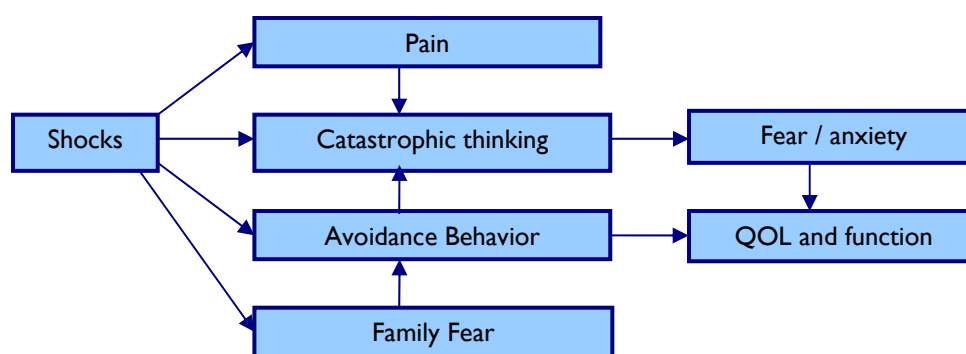 Pain
Shocks
Catastrophic thinking
Fear / anxiety
Avoidance Behavior
QOL and function
Family Fear